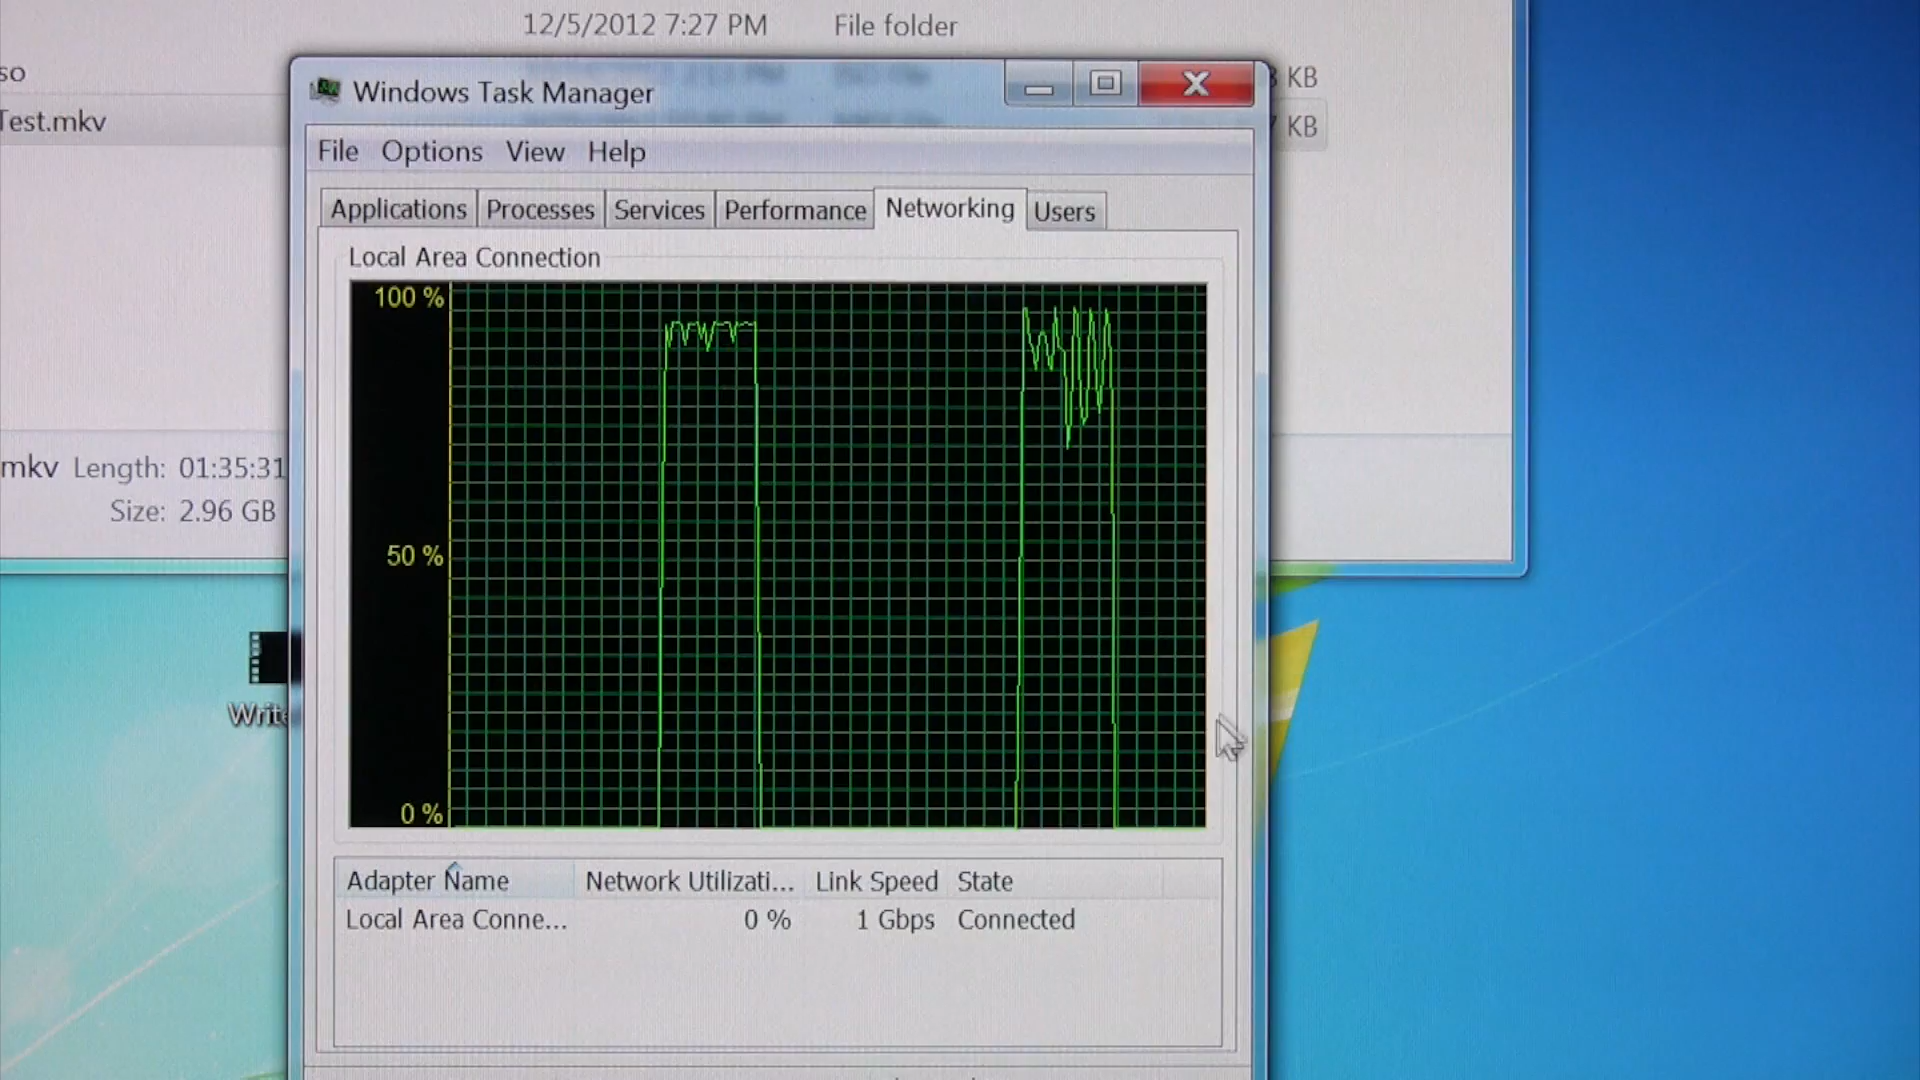 12/5/2012 7:27 PM File folder
so KB
Test.mkv KB
Windows Task Manager
File Options View Help
Applications Processes Services Performance Networking Users
Local Area Connection
100 %
50 %
0 %
mkv Length: 01:35:31
Size: 2.96 GB
Write
Adapter Name Network Utilizati... Link Speed State
Local Area Conne... 0 % 1 Gbps Connected